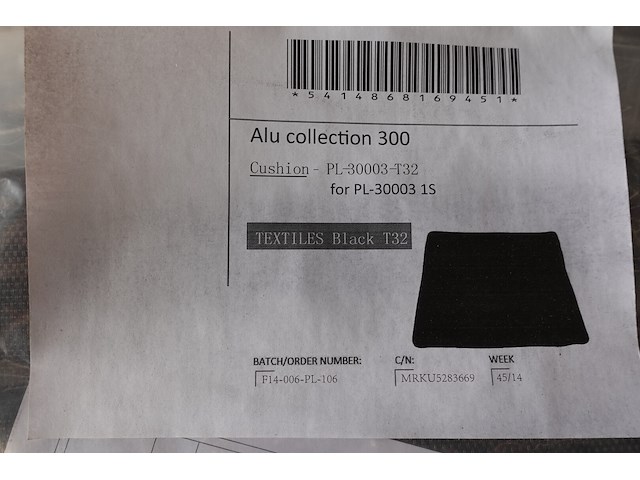 *5414868169451*
Alu collection 300
Cushion - PL-30003-T32
for PL-30003 1S
TEXTILES Black T32
BATCH/ORDER NUMBER: C/N: WEEK
F14-006-PL-106 MRKU5283669 45/14